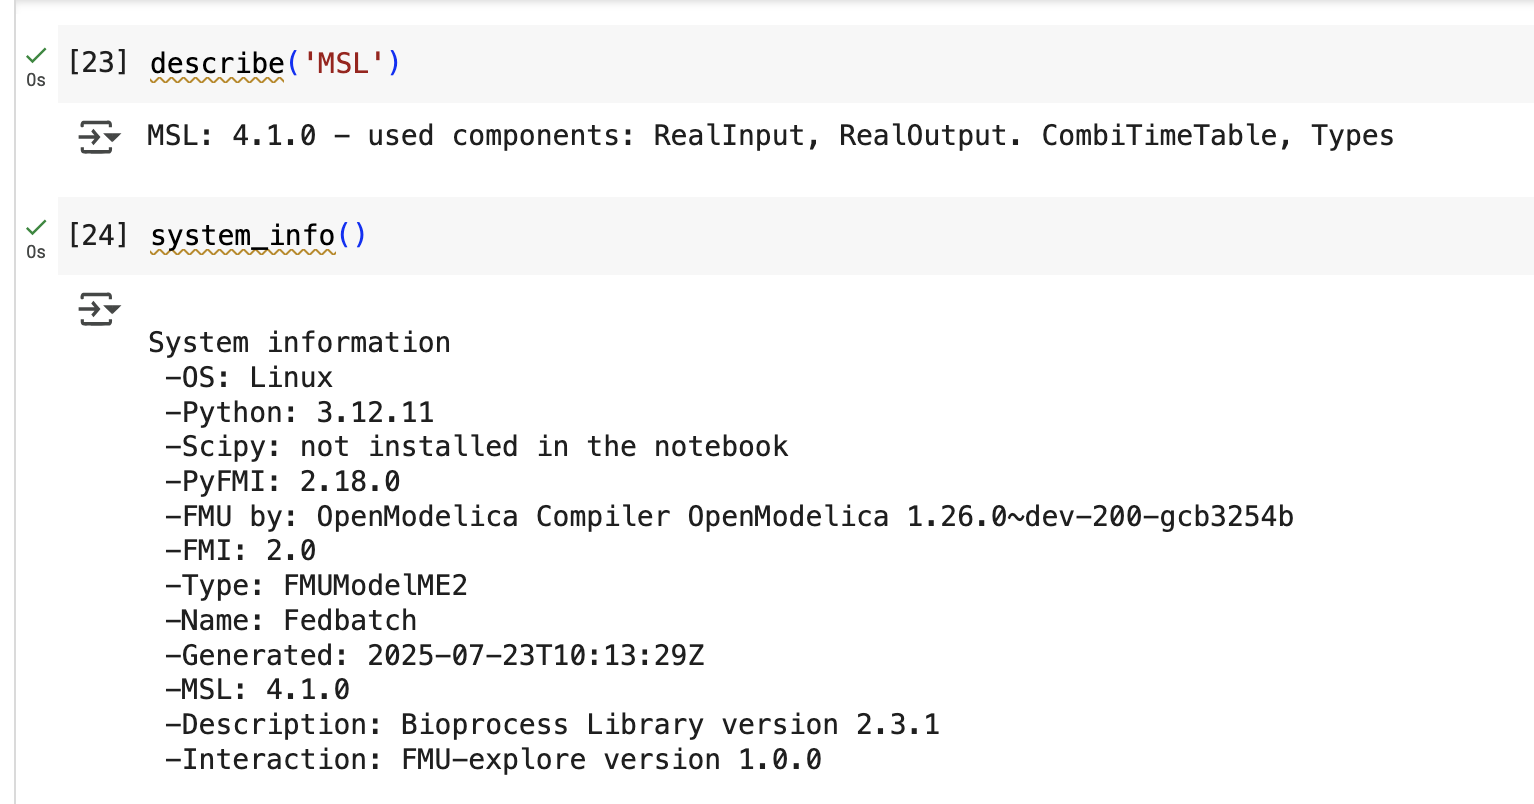 [23] describe('MSL')
0s
MSL: 4.1.0 – used components: RealInput, RealOutput. CombiTimeTable, Types
[24] system_info()
0s
System information
-OS: Linux
-Python: 3.12.11
-Scipy: not installed in the notebook
-PyFMI: 2.18.0
-FMU by: OpenModelica Compiler OpenModelica 1.26.0~dev-200-gcb3254b
-FMI: 2.0
-Type: FMUModelME2
-Name: Fedbatch
-Generated: 2025-07-23T10:13:29Z
-MSL: 4.1.0
-Description: Bioprocess Library version 2.3.1
-Interaction: FMU-explore version 1.0.0